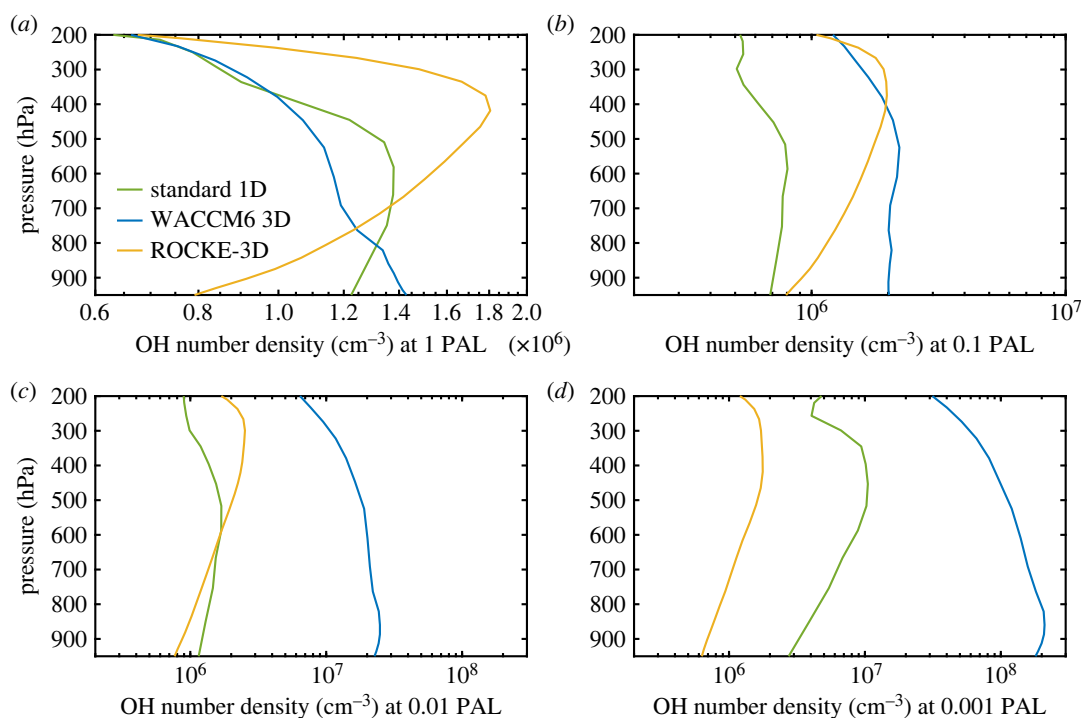 (a)
(b)
200
300
400
500
600
700
800
900
pressure (hPa)
standard 1D
WACCM6 3D
ROCKE-3D
0.6 0.8 1.0 1.2 1.4 1.6 1.8 2.0
OH number density (cm⁻³) at 1 PAL (×10⁶)
200
300
400
500
600
700
800
900
10⁶ 10⁷
OH number density (cm⁻³) at 0.1 PAL
(c)
(d)
200
300
400
500
600
700
800
900
pressure (hPa)
10⁶ 10⁷ 10⁸
OH number density (cm⁻³) at 0.01 PAL
200
300
400
500
600
700
800
900
10⁶ 10⁷ 10⁸
OH number density (cm⁻³) at 0.001 PAL